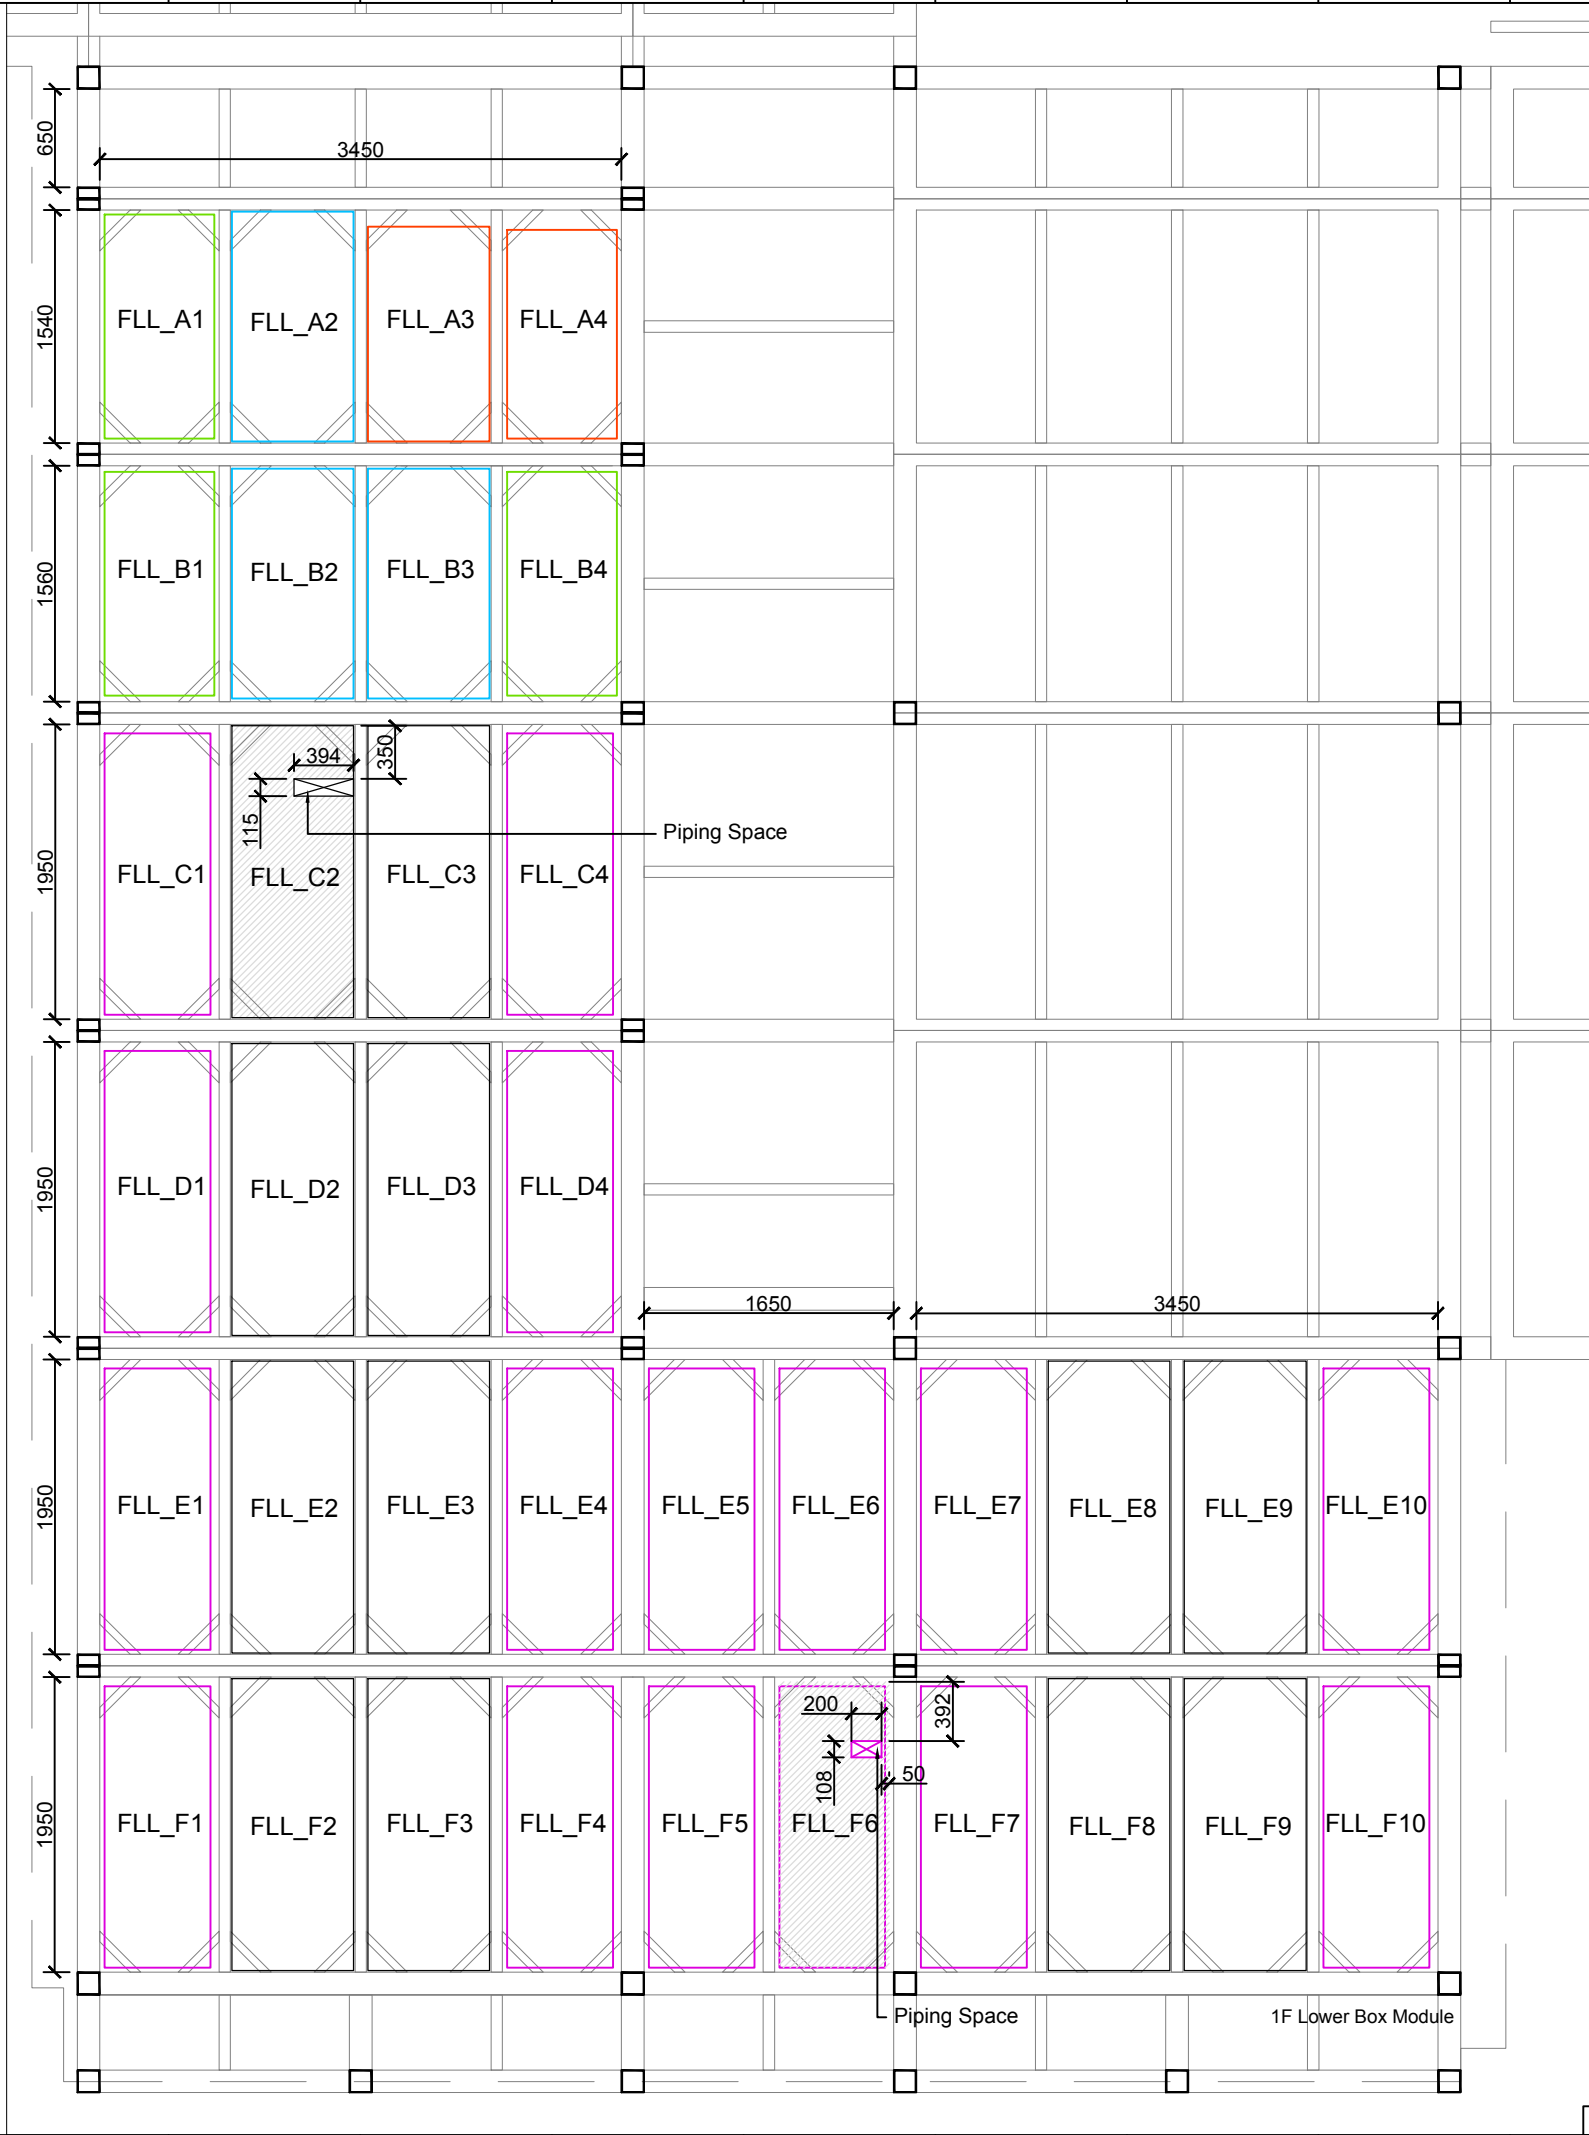 650
3450
1540
FLL_A1
FLL_A2
FLL_A3
FLL_A4
1560
FLL_B1
FLL_B2
FLL_B3
FLL_B4
394
350
115
Piping Space
1950
FLL_C1
FLL_C2
FLL_C3
FLL_C4
1950
FLL_D1
FLL_D2
FLL_D3
FLL_D4
1650
3450
1950
FLL_E1
FLL_E2
FLL_E3
FLL_E4
FLL_E5
FLL_E6
FLL_E7
FLL_E8
FLL_E9
FLL_E10
200
392
108
50
1950
FLL_F1
FLL_F2
FLL_F3
FLL_F4
FLL_F5
FLL_F6
FLL_F7
FLL_F8
FLL_F9
FLL_F10
Piping Space
1F Lower Box Module